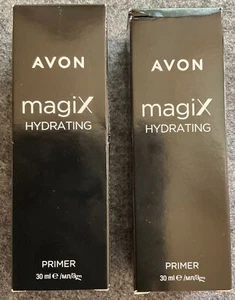 AVON
magiX
HYDRATING
PRIMER
30 ml ℮
AVON
magiX
HYDRATING
PRIMER
30 ml ℮